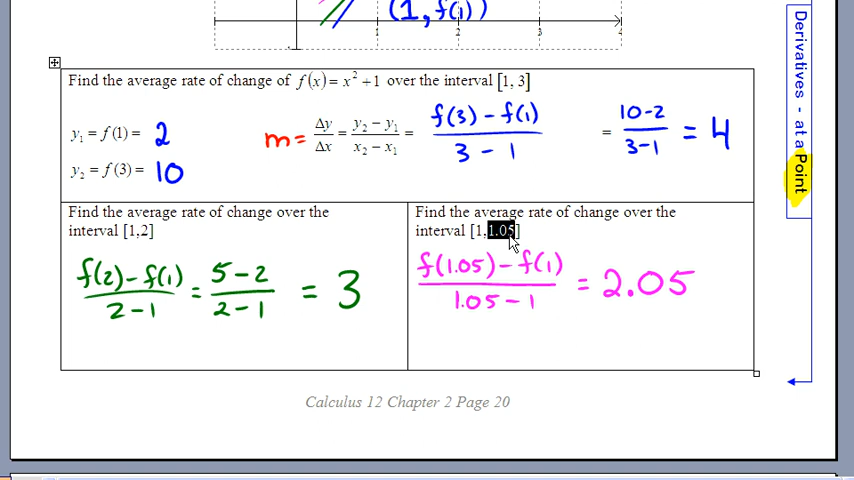 (1, f(1))
1 2 3 4
Find the average rate of change of f(x) = x² + 1 over the interval [1, 3]
y₁ = f(1) = 2
y₂ = f(3) = 10
m = Δy/Δx = (y₂ − y₁)/(x₂ − x₁) = (f(3) − f(1))/(3 − 1) = (10 − 2)/(3 − 1) = 4
Find the average rate of change over the
interval [1,2]
(f(2) − f(1))/(2 − 1) = (5 − 2)/(2 − 1) = 3
Find the average rate of change over the
interval [1,1.05]
(f(1.05) − f(1))/(1.05 − 1) = 2.05
Calculus 12 Chapter 2 Page 20
Derivatives - at a Point